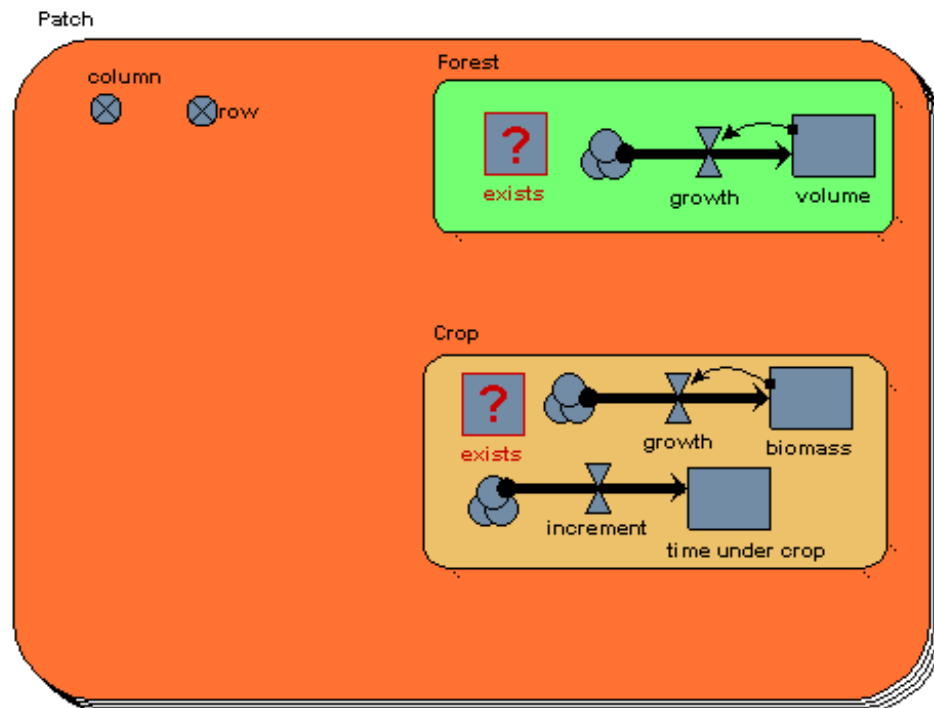 Patch
column
row
Forest
?
exists
growth
volume
Crop
?
exists
growth
biomass
increment
time under crop